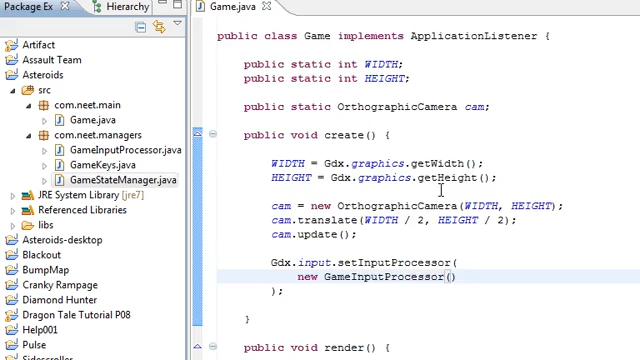 Package Ex
Hierarchy
Game.java
Artifact
Assault Team
Asteroids
src
com.neet.main
Game.java
com.neet.managers
GameInputProcessor.java
GameKeys.java
GameStateManager.java
JRE System Library [jre7]
Referenced Libraries
libs
Asteroids-desktop
Blackout
BumpMap
Cranky Rampage
Diamond Hunter
Dragon Tale Tutorial P08
Help001
Pulse
Sidescroller
public class Game implements ApplicationListener {
public static int WIDTH;
public static int HEIGHT;
public static OrthographicCamera cam;
public void create() {
WIDTH = Gdx.graphics.getWidth();
HEIGHT = Gdx.graphics.getHeight();
cam = new OrthographicCamera(WIDTH, HEIGHT);
cam.translate(WIDTH / 2, HEIGHT / 2);
cam.update();
Gdx.input.setInputProcessor(
new GameInputProcessor()
);
}
public void render() {